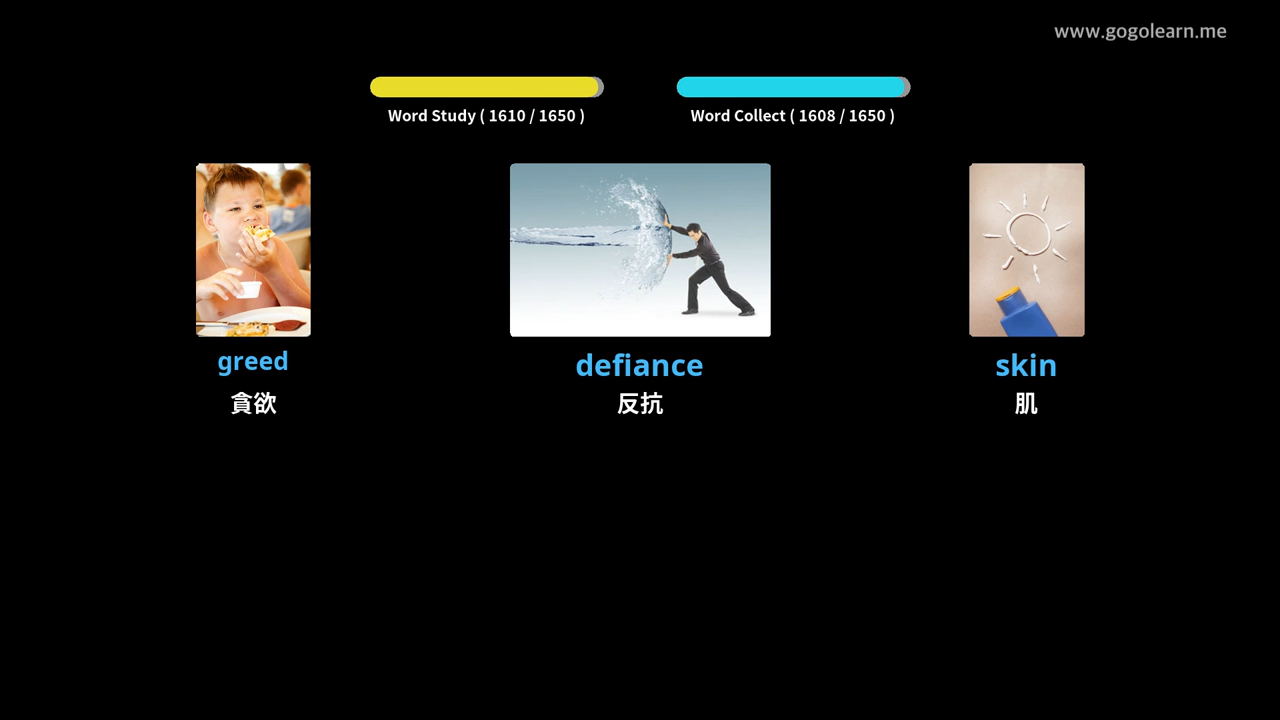 www.gogolearn.me
Word Study ( 1610 / 1650 )
Word Collect ( 1608 / 1650 )
greed
貪欲
defiance
反抗
skin
肌